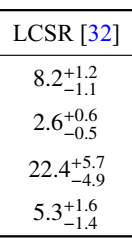 LCSR [32]
8.2^{+1.2}_{-1.1}
2.6^{+0.6}_{-0.5}
22.4^{+5.7}_{-4.9}
5.3^{+1.6}_{-1.4}